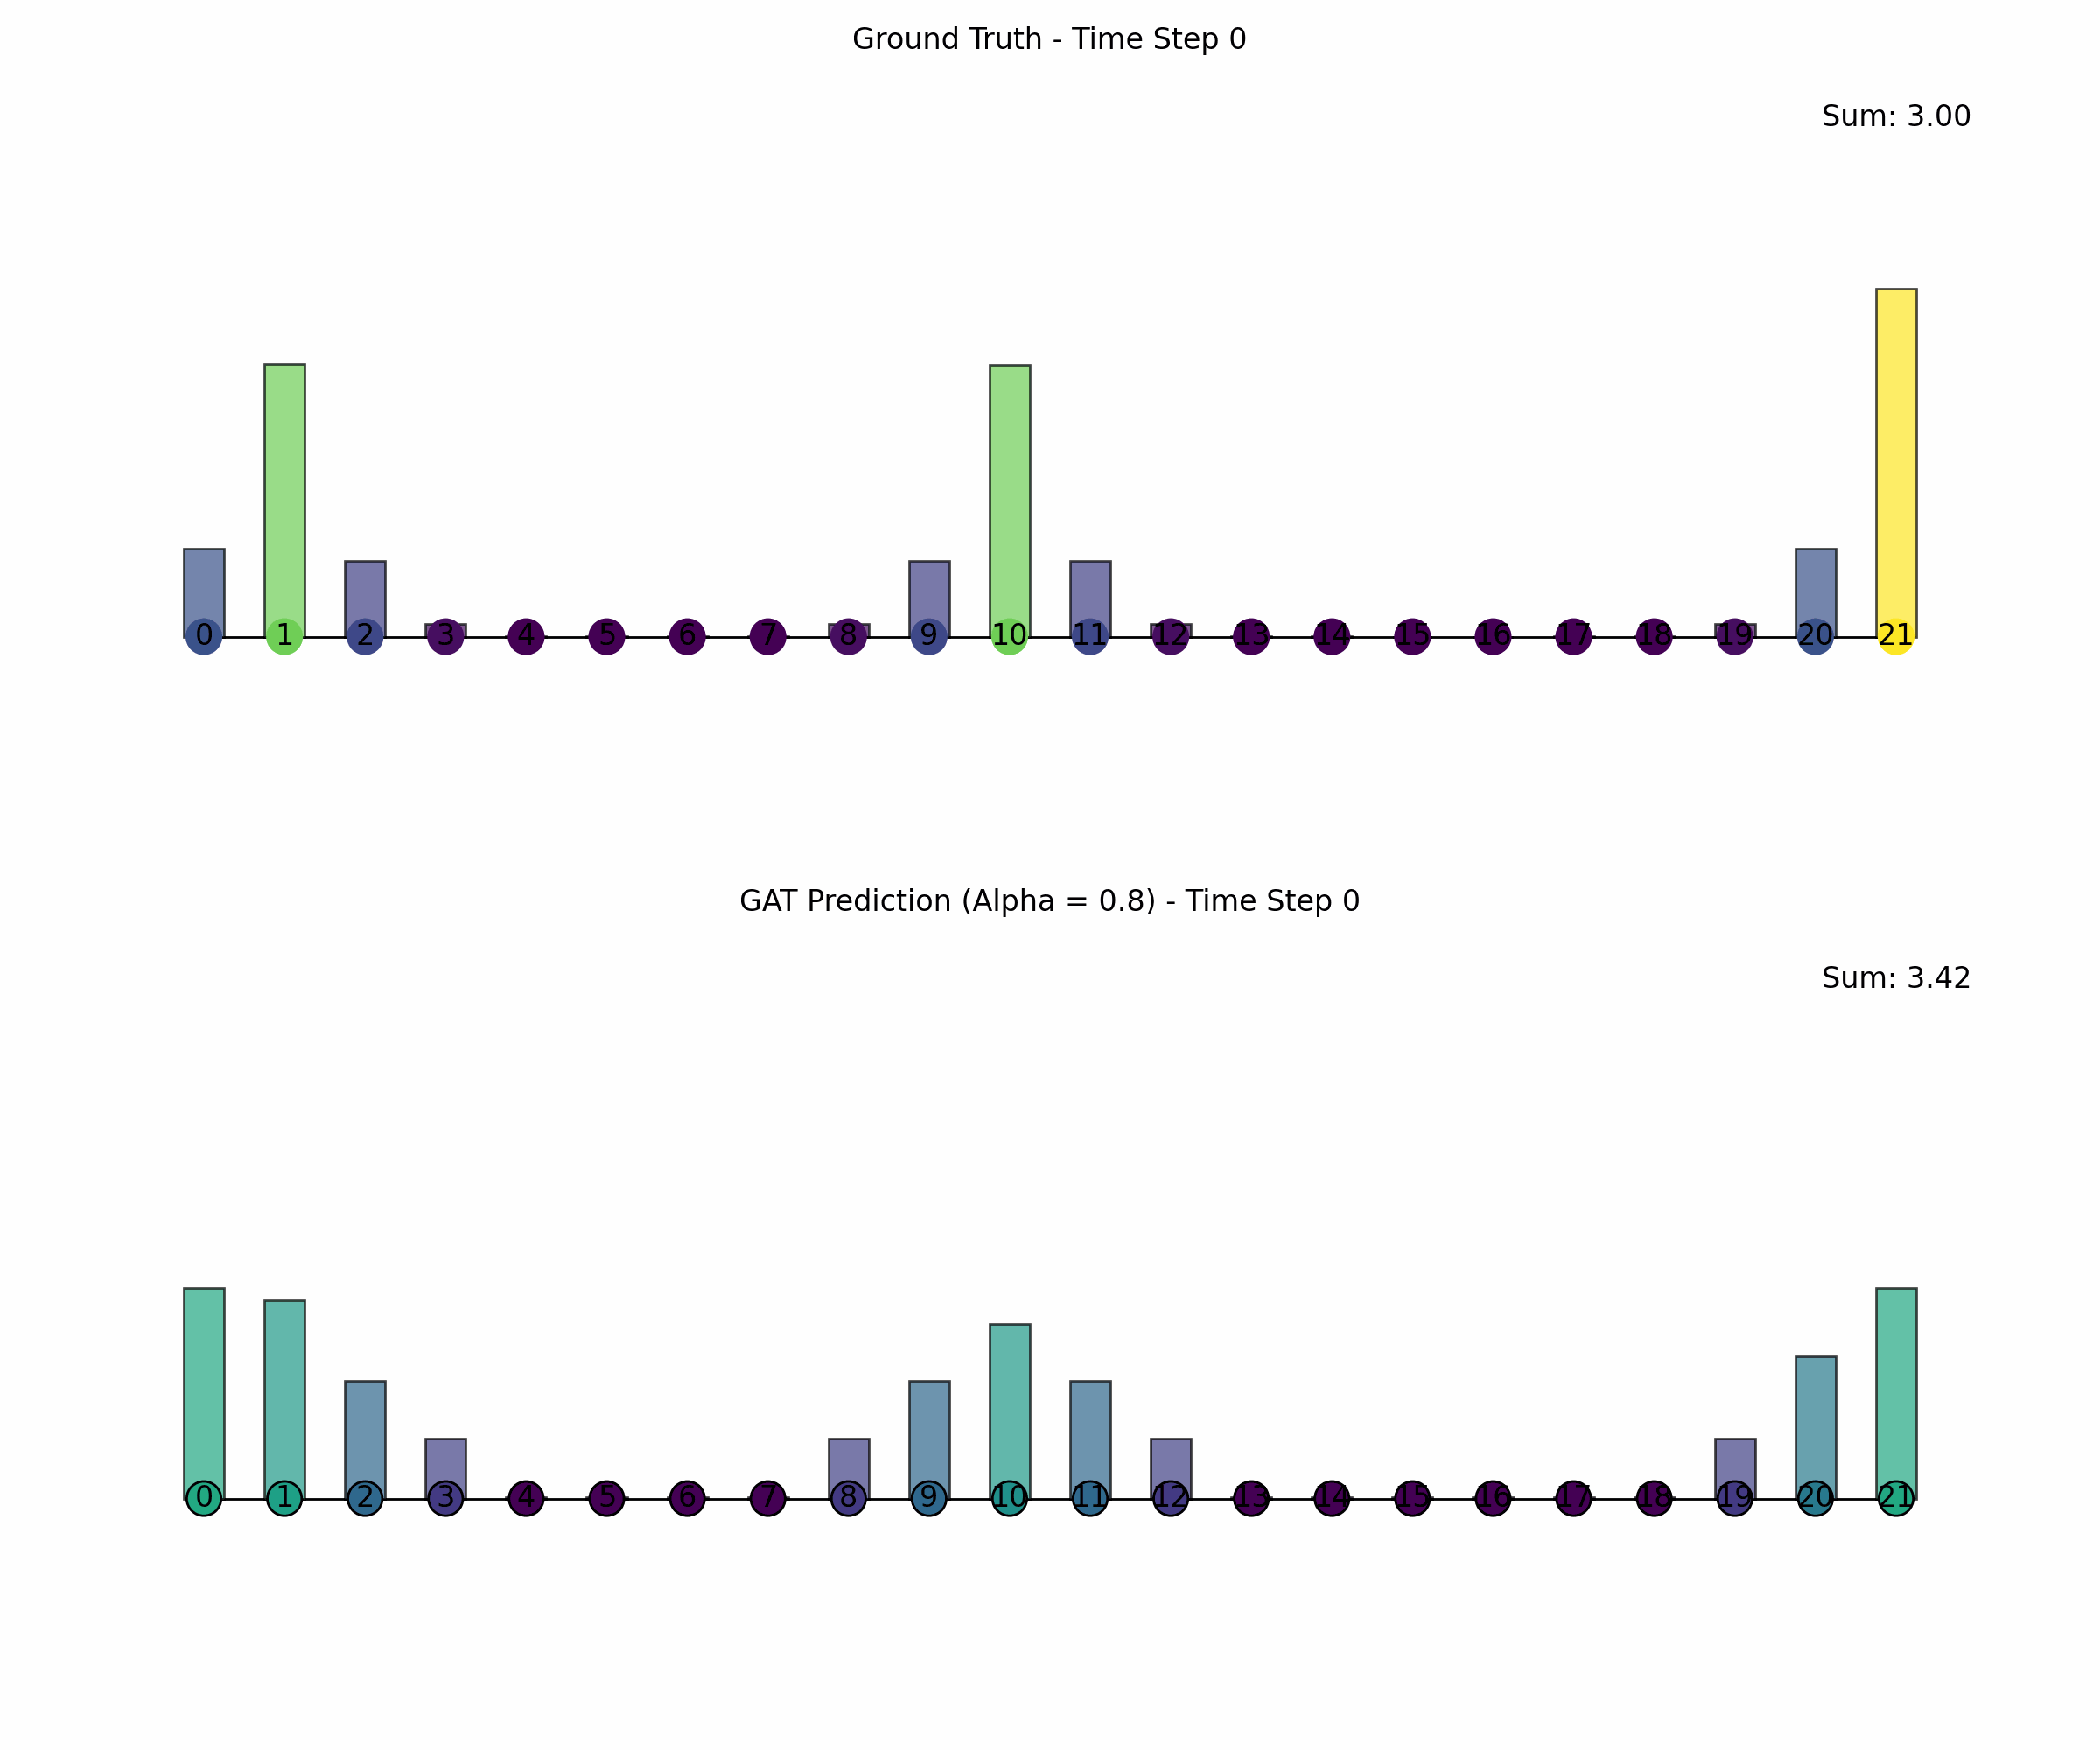 Ground Truth - Time Step 0
Sum: 3.00
0 1 2 3 4 5 6 7 8 9 10 11 12 13 14 15 16 17 18 19 20 21
GAT Prediction (Alpha = 0.8) - Time Step 0
Sum: 3.42
0 1 2 3 4 5 6 7 8 9 10 11 12 13 14 15 16 17 18 19 20 21